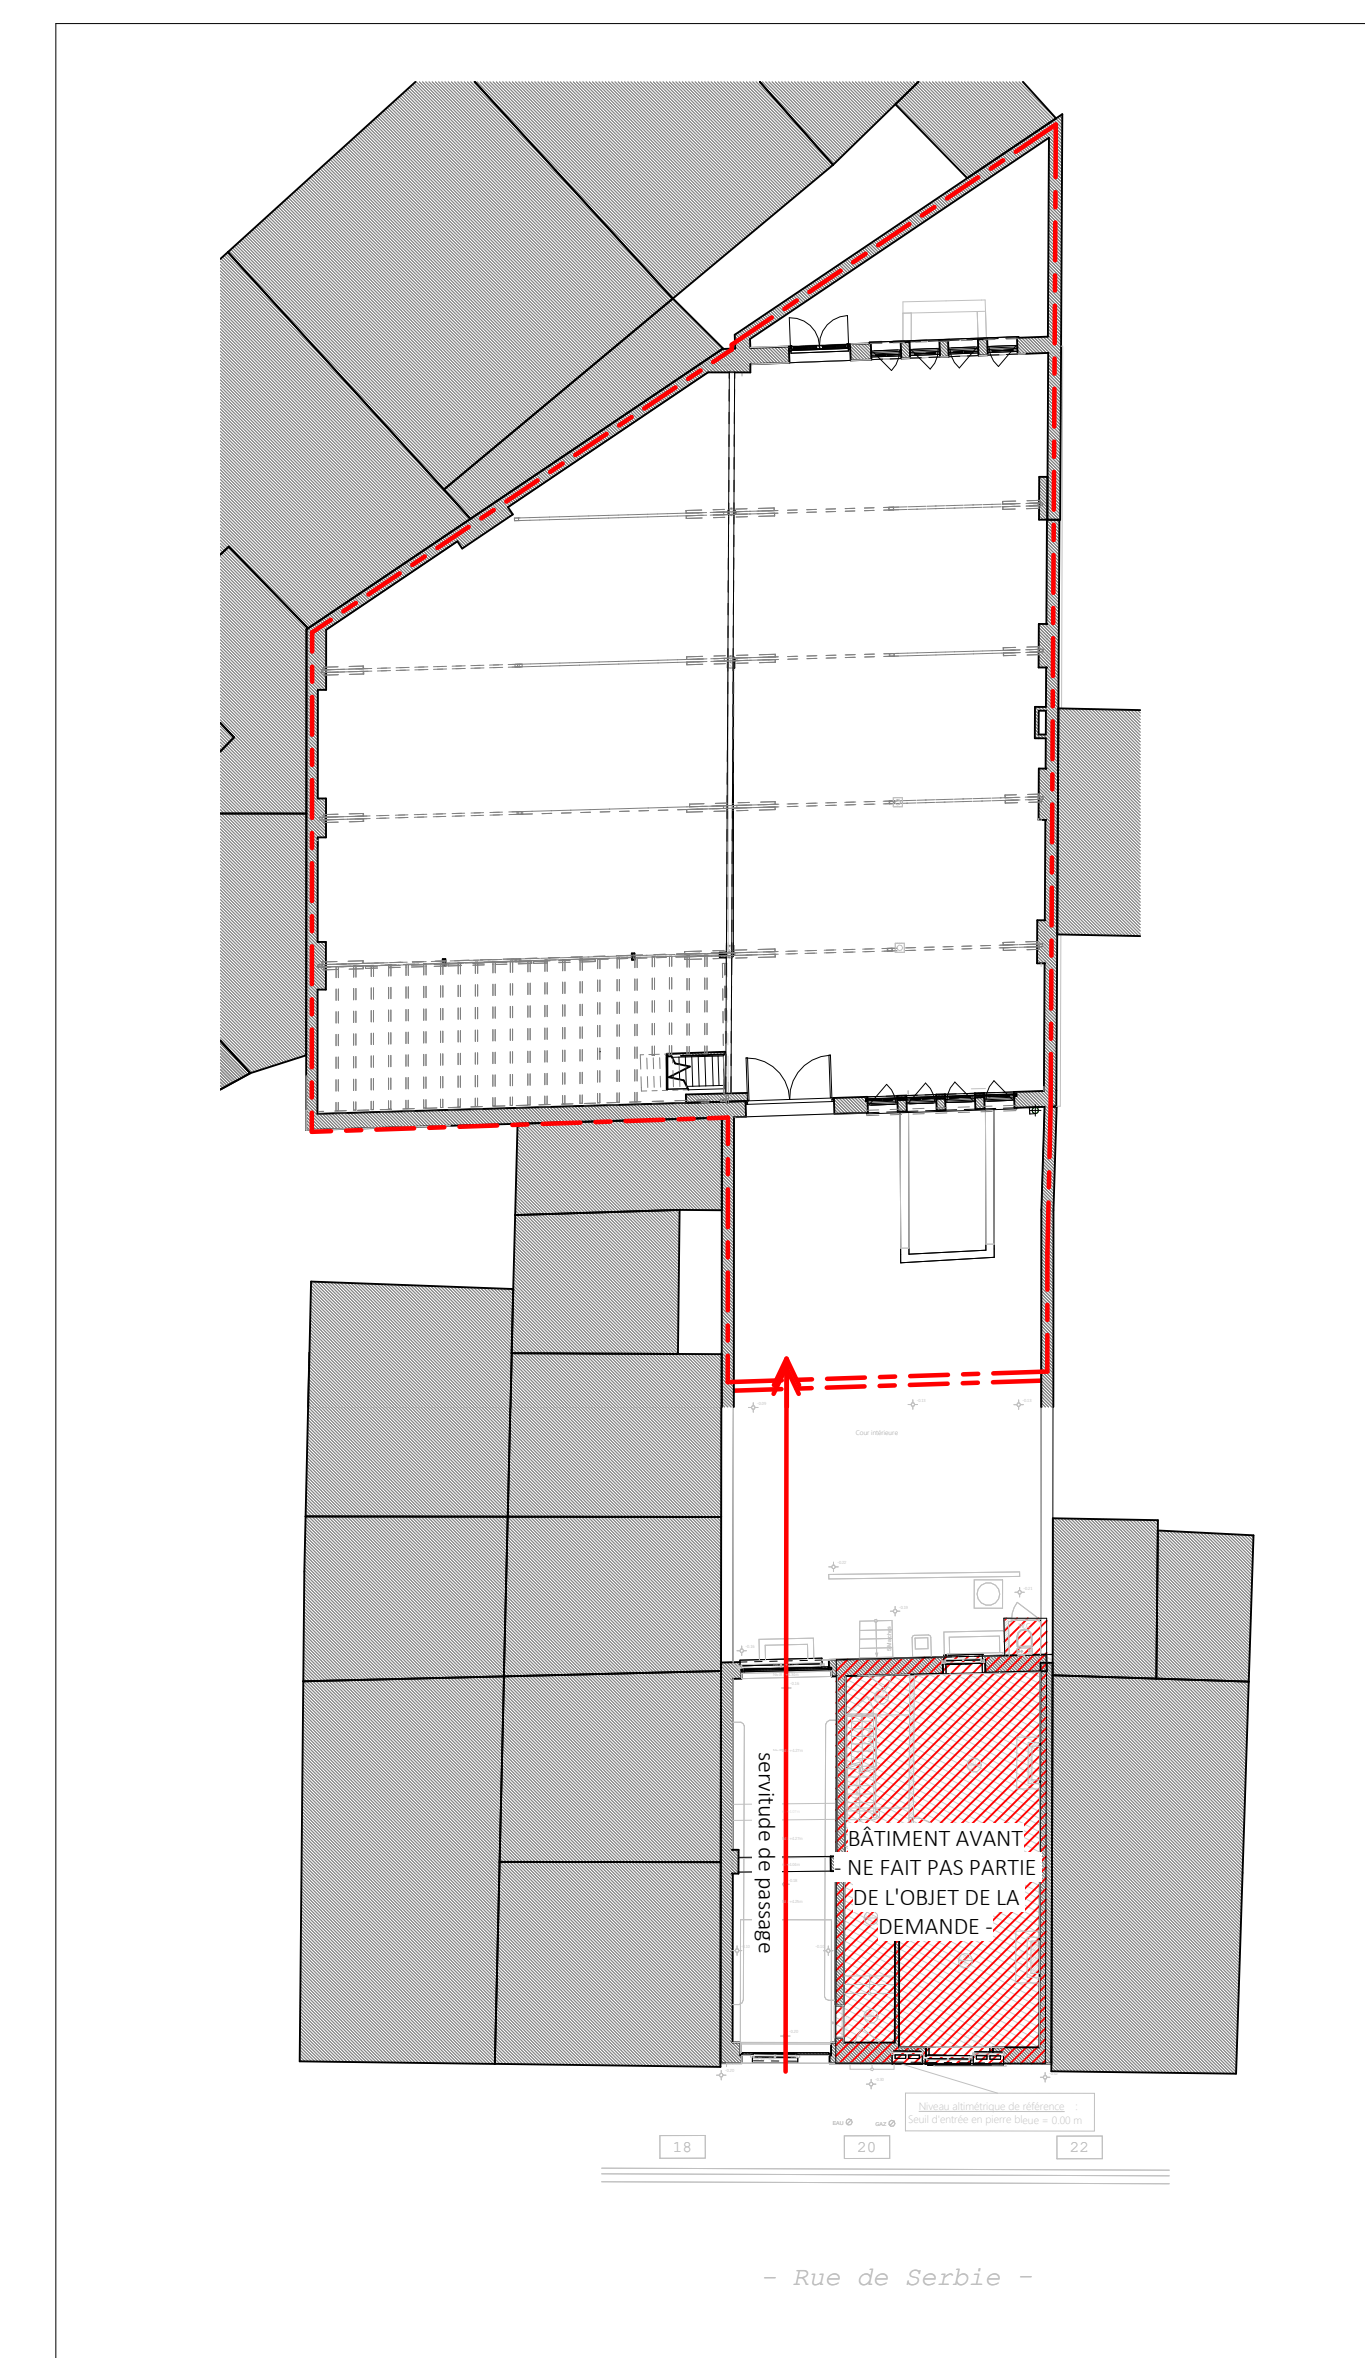 Cour intérieure
servitude de passage
BÂTIMENT AVANT
- NE FAIT PAS PARTIE
DE L'OBJET DE LA
DEMANDE -
Niveau altimétrique de référence :
Seuil d'entrée en pierre bleue = 0.00 m
EAU
GAZ
18
20
22
- Rue de Serbie -